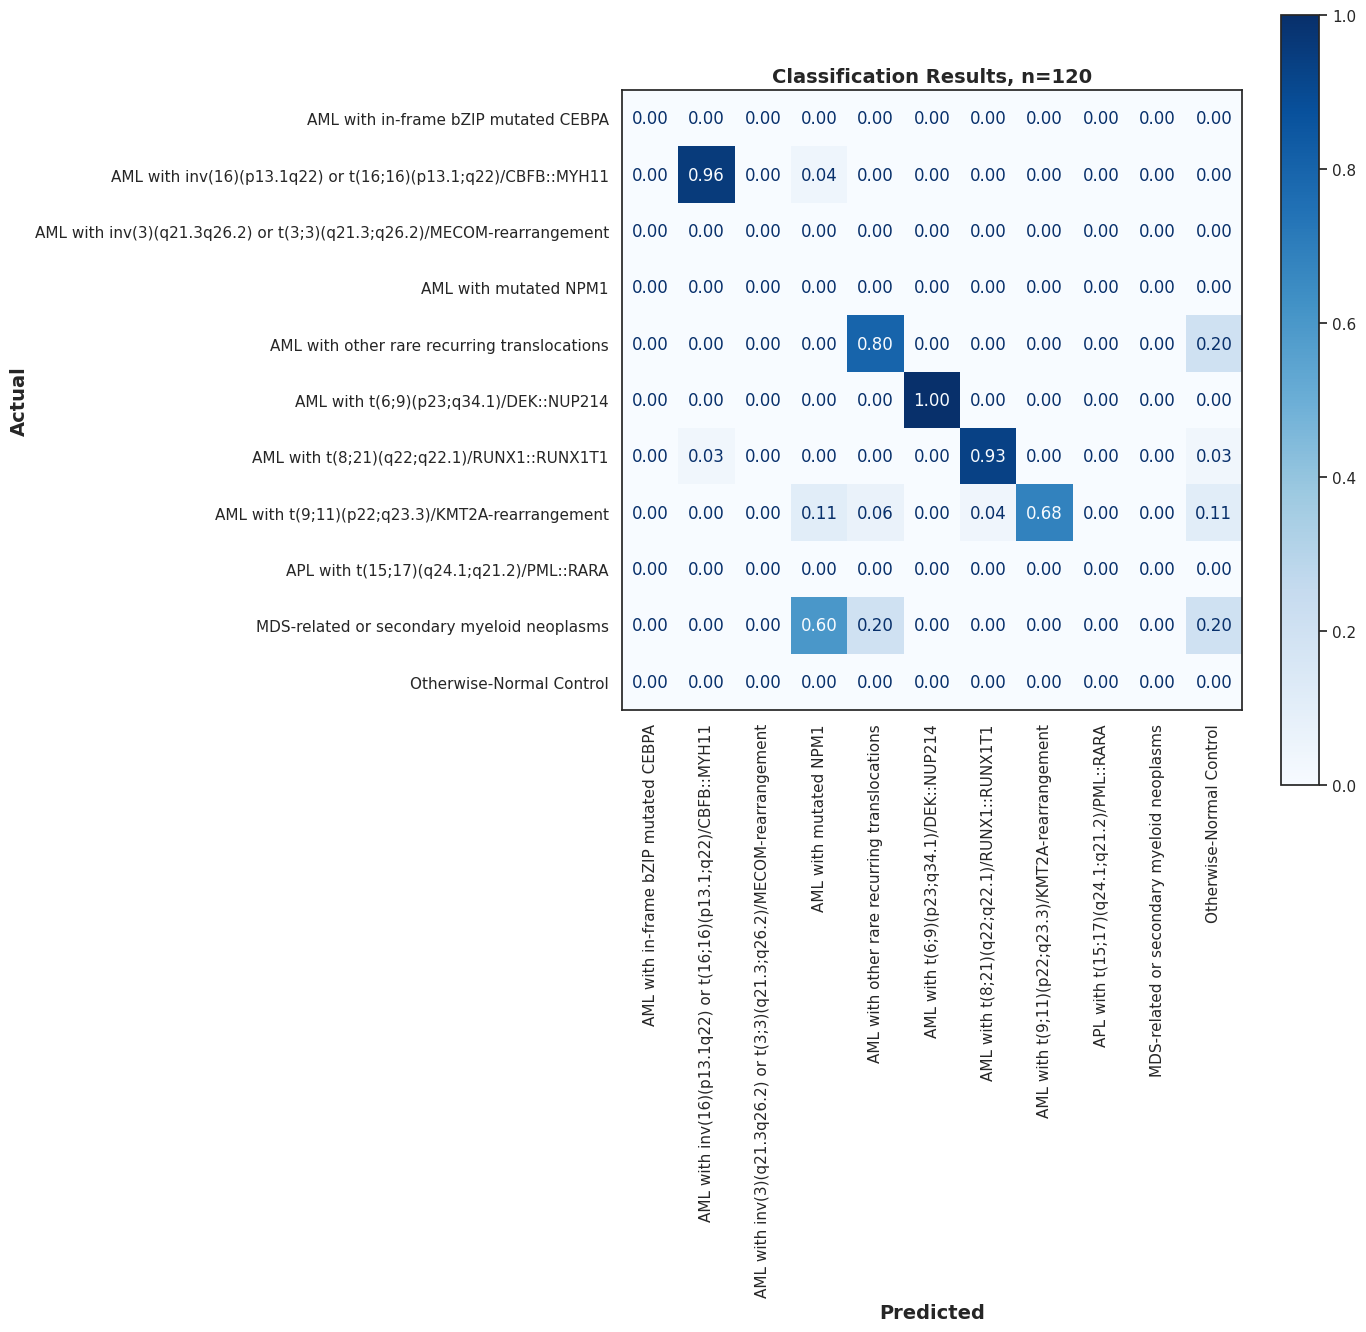 Classification Results, n=120
Actual
AML with in-frame bZIP mutated CEBPA 0.00 0.00 0.00 0.00 0.00 0.00 0.00 0.00 0.00 0.00 0.00
AML with inv(16)(p13.1q22) or t(16;16)(p13.1;q22)/CBFB::MYH11 0.00 0.96 0.00 0.04 0.00 0.00 0.00 0.00 0.00 0.00 0.00
AML with inv(3)(q21.3q26.2) or t(3;3)(q21.3;q26.2)/MECOM-rearrangement 0.00 0.00 0.00 0.00 0.00 0.00 0.00 0.00 0.00 0.00 0.00
AML with mutated NPM1 0.00 0.00 0.00 0.00 0.00 0.00 0.00 0.00 0.00 0.00 0.00
AML with other rare recurring translocations 0.00 0.00 0.00 0.00 0.80 0.00 0.00 0.00 0.00 0.00 0.20
AML with t(6;9)(p23;q34.1)/DEK::NUP214 0.00 0.00 0.00 0.00 0.00 1.00 0.00 0.00 0.00 0.00 0.00
AML with t(8;21)(q22;q22.1)/RUNX1::RUNX1T1 0.00 0.03 0.00 0.00 0.00 0.00 0.93 0.00 0.00 0.00 0.03
AML with t(9;11)(p22;q23.3)/KMT2A-rearrangement 0.00 0.00 0.00 0.11 0.06 0.00 0.04 0.68 0.00 0.00 0.11
APL with t(15;17)(q24.1;q21.2)/PML::RARA 0.00 0.00 0.00 0.00 0.00 0.00 0.00 0.00 0.00 0.00 0.00
MDS-related or secondary myeloid neoplasms 0.00 0.00 0.00 0.60 0.20 0.00 0.00 0.00 0.00 0.00 0.20
Otherwise-Normal Control 0.00 0.00 0.00 0.00 0.00 0.00 0.00 0.00 0.00 0.00 0.00
AML with in-frame bZIP mutated CEBPA
AML with inv(16)(p13.1q22) or t(16;16)(p13.1;q22)/CBFB::MYH11
AML with inv(3)(q21.3q26.2) or t(3;3)(q21.3;q26.2)/MECOM-rearrangement
AML with mutated NPM1
AML with other rare recurring translocations
AML with t(6;9)(p23;q34.1)/DEK::NUP214
AML with t(8;21)(q22;q22.1)/RUNX1::RUNX1T1
AML with t(9;11)(p22;q23.3)/KMT2A-rearrangement
APL with t(15;17)(q24.1;q21.2)/PML::RARA
MDS-related or secondary myeloid neoplasms
Otherwise-Normal Control
Predicted
1.0
0.8
0.6
0.4
0.2
0.0